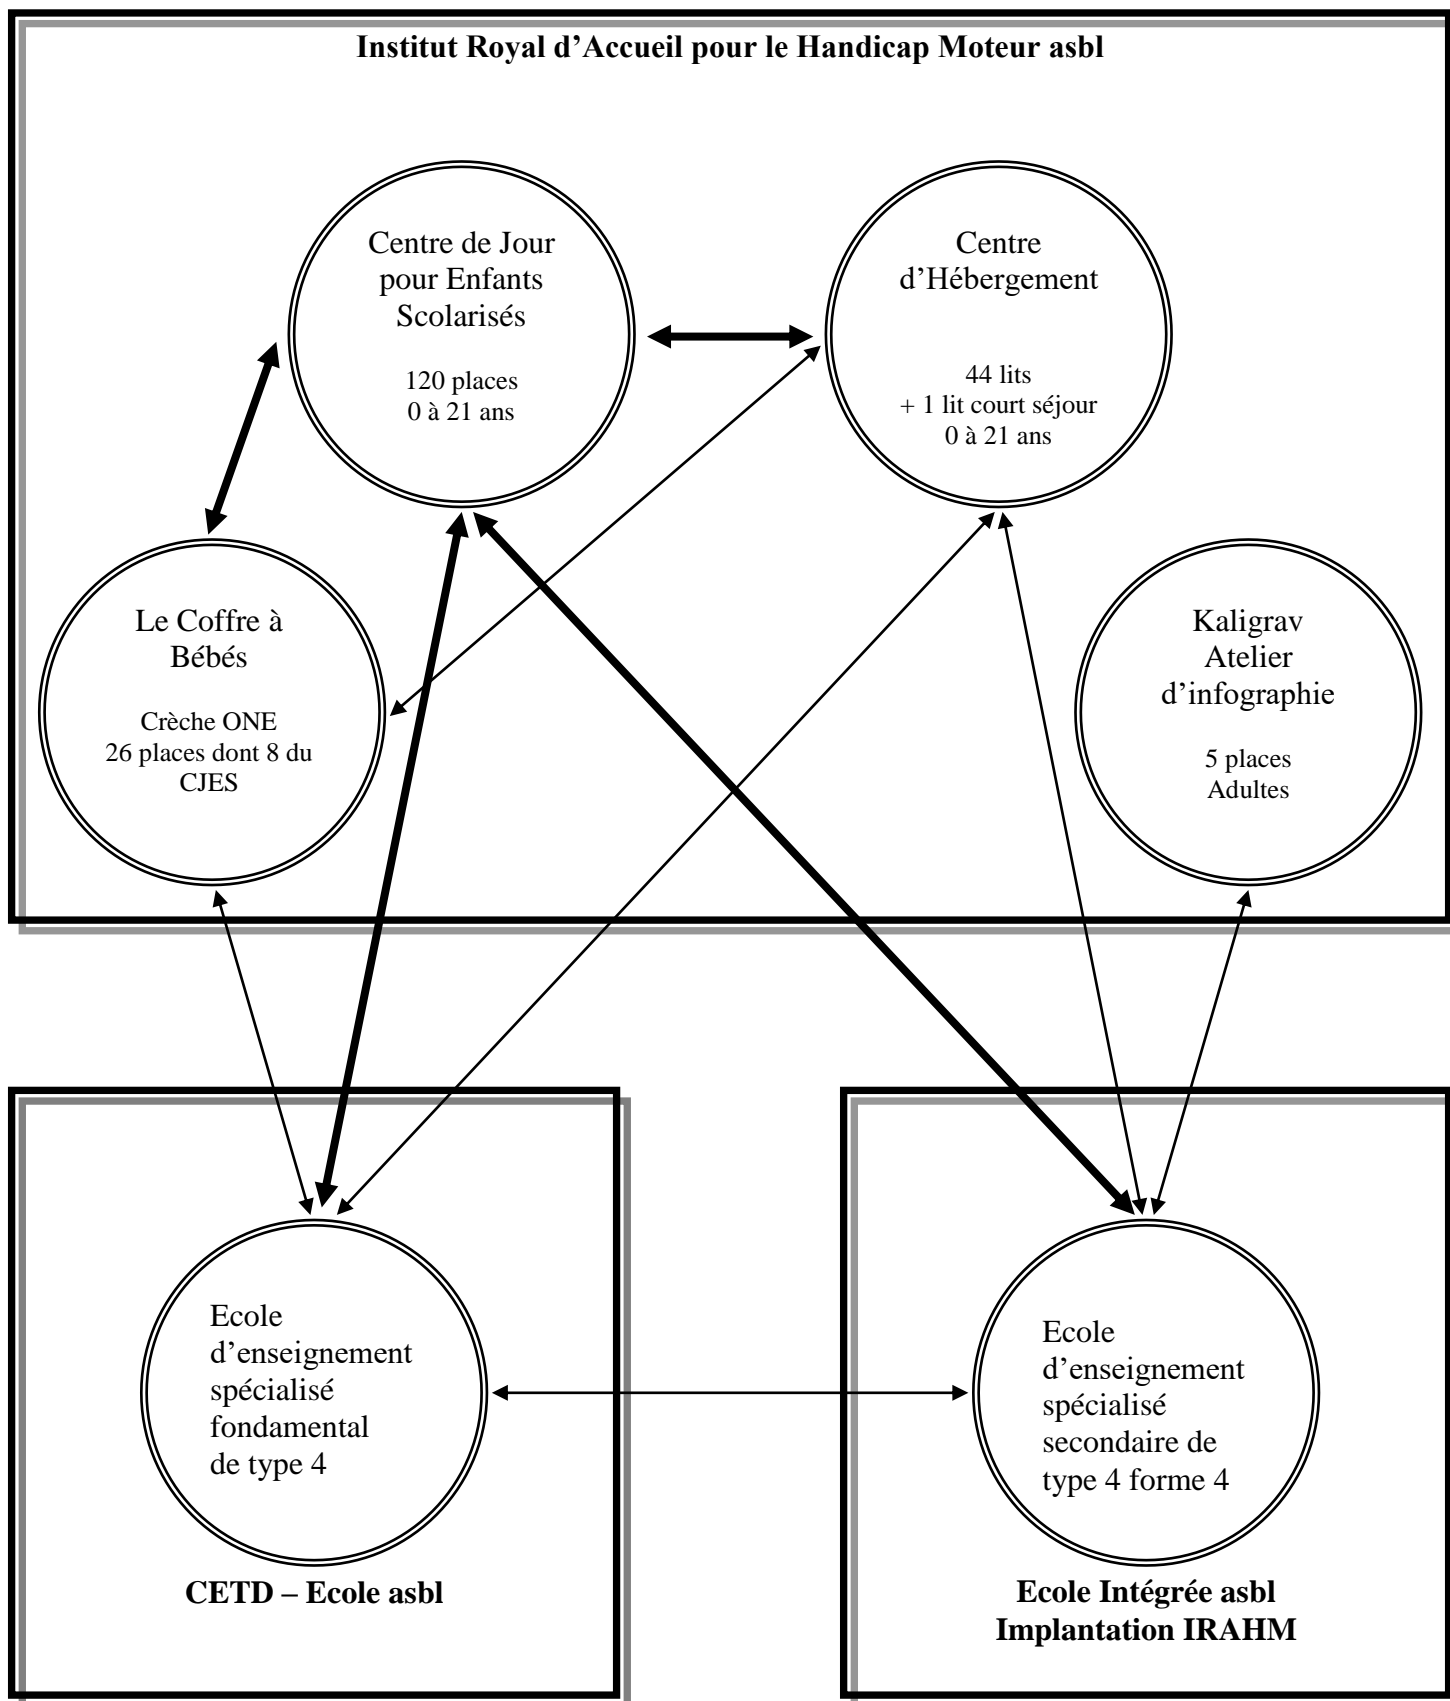 Institut Royal d’Accueil pour le Handicap Moteur asbl
Centre de Jour
pour Enfants
Scolarisés
120 places
0 à 21 ans
Centre
d’Hébergement
44 lits
+ 1 lit court séjour
0 à 21 ans
Le Coffre à
Bébés
Crèche ONE
26 places dont 8 du
CJES
Kaligrav
Atelier
d’infographie
5 places
Adultes
Ecole
d’enseignement
spécialisé
fondamental
de type 4
CETD – Ecole asbl
Ecole
d’enseignement
spécialisé
secondaire de
type 4 forme 4
Ecole Intégrée asbl
Implantation IRAHM